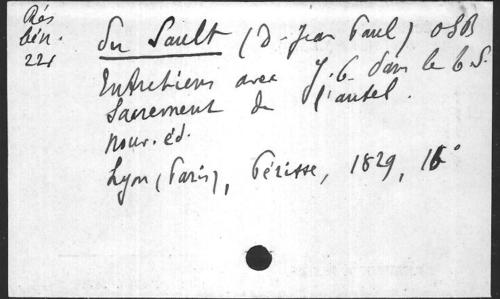 Rés
bén.
221
Du Sault (D. Jean Paul) OSB
Entretiens avec J.C. dans le t. S.
Sacrement de l'autel.
Nouv. éd.
Lyon (Paris), Périsse, 1829, 16°